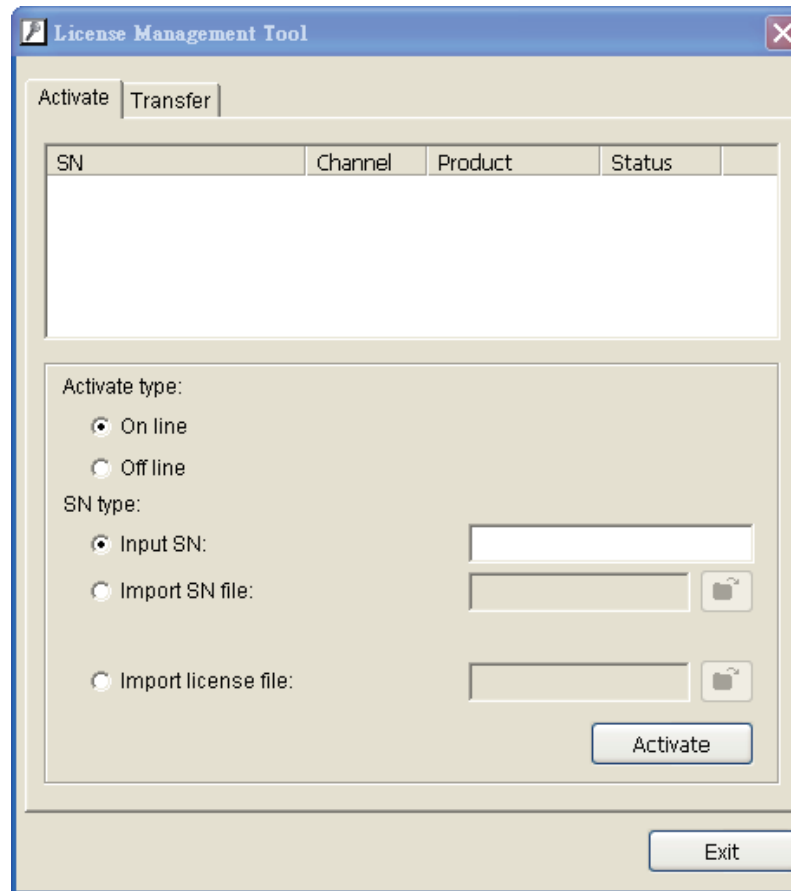 License Management Tool
Activate Transfer
SN Channel Product Status
Activate type:
On line
Off line
SN type:
Input SN:
Import SN file:
Import license file:
Activate
Exit